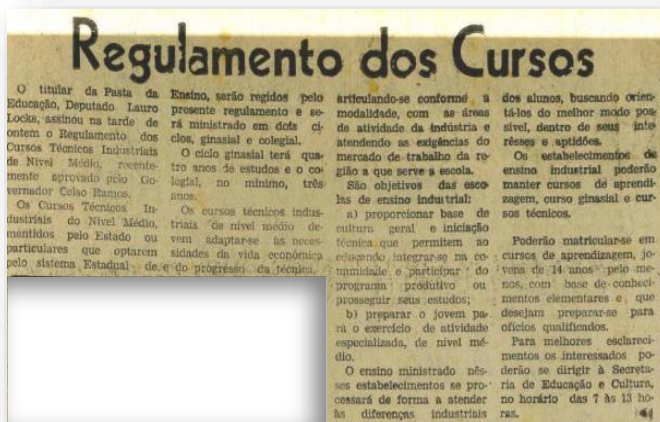 Regulamento dos Cursos
O titular da Pasta da
Educação, Deputado Lauro
Locks, assinou na tarde de
ontem o Regulamento dos
Cursos Técnicos Industriais
de Nivel Médio, recente-
mente aprovado pelo Go-
vernador Celso Ramos.
Os Cursos Técnicos In-
dustriais do Nivel Médio,
mantidos pelo Estado ou
particulares que optarem
pelo sistema Estadual de
Ensino, serão regidos pelo
presente regulamento e se-
rá ministrado em dois ci-
clos, ginasial e colegial.
O ciclo ginasial terá qua-
tro anos de estudos e o co-
legial, no mínimo, três
anos.
Os cursos técnicos indus-
triais de nivel médio de-
vem adaptar-se às neces-
sidades da vida econômica
e do progresso da técnica,
articulando-se conforme a
modalidade, com as áreas
de atividade da indústria e
atendendo as exigências do
mercado de trabalho da re-
gião a que serve a escola.
São objetivos das esco-
las de ensino industrial:
a) proporcionar base de
cultura geral e iniciação
técnica que permitem ao
educando integrar-se na co-
munidade e participar do
programa produtivo ou
prosseguir seus estudos;
b) preparar o jovem pa-
rá o exercício de atividade
especializada, de nivel mé-
dio.
O ensino ministrado nês-
ses estabelecimentos se pro-
cessará de forma a atender
às diferenças industriais
dos alunos, buscando orien-
tá-los do melhor modo pos-
sivel, dentro de seus inte-
rêsses e aptidões.
Os estabelecimentos de
ensino industrial poderão
manter cursos de aprendi-
zagem, curso ginasial e cur-
sos técnicos.
Poderão matricular-se em
cursos de aprendizagem, jo-
vens de 14 anos pelo me-
nos, com base de conheci-
mentos elementares e que
desejam preparar-se para
ofícios qualificados.
Para melhores esclareci-
mentos os interessados po-
derão se dirigir à Secreta-
ria de Educação e Cultura,
no horário das 7 às 13 ho-
ras.